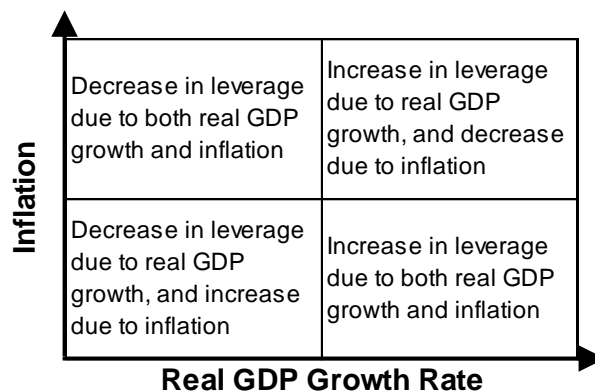 Inflation
Decrease in leverage
due to both real GDP
growth and inflation
Increase in leverage
due to real GDP
growth, and decrease
due to inflation
Decrease in leverage
due to real GDP
growth, and increase
due to inflation
Increase in leverage
due to both real GDP
growth and inflation
Real GDP Growth Rate